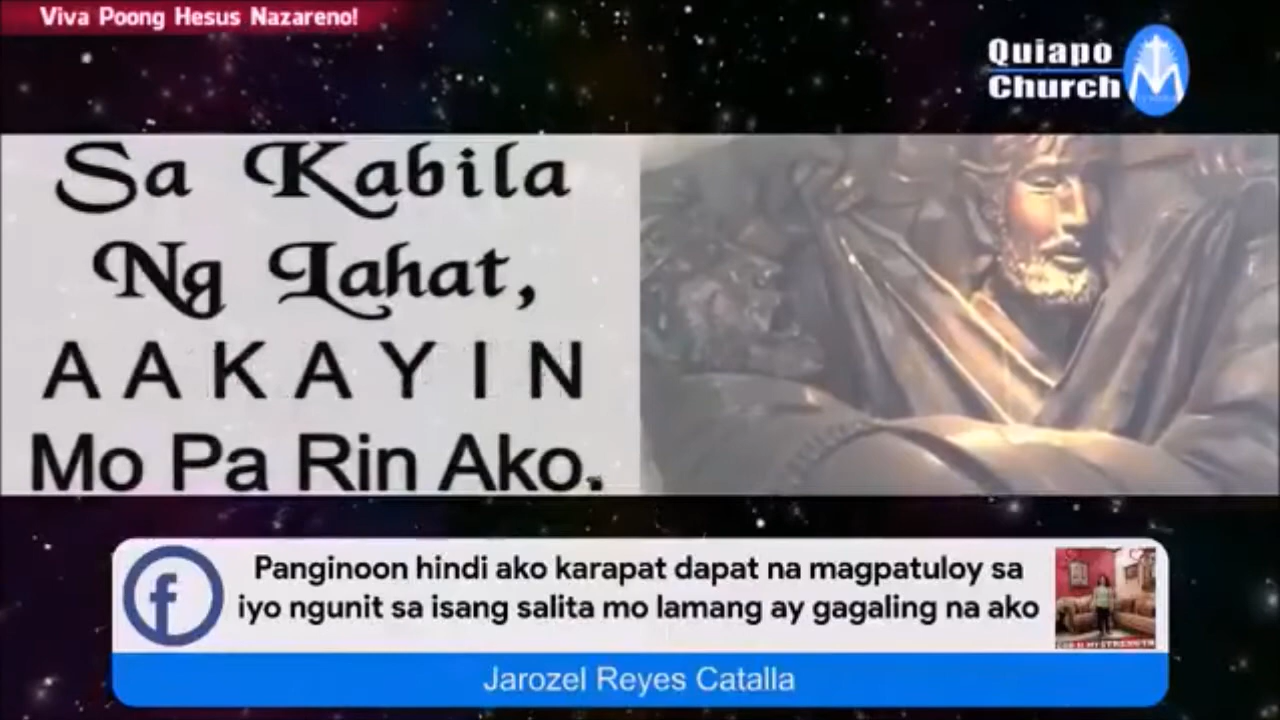 Viva Poong Hesus Nazareno!
Quiapo
Church
Sa Kabila
Ng Lahat,
AAKAYIN
Mo Pa Rin Ako.
Panginoon hindi ako karapat dapat na magpatuloy sa
iyo ngunit sa isang salita mo lamang ay gagaling na ako
Jarozel Reyes Catalla